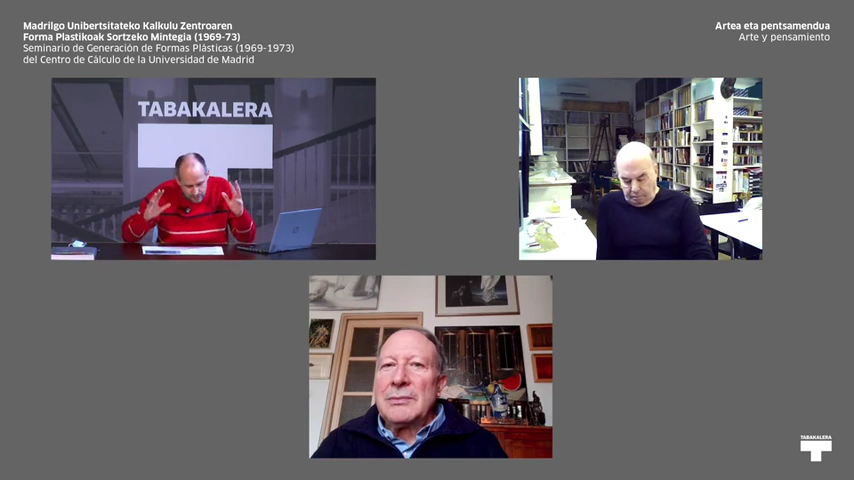 Madrilgo Unibertsitateko Kalkulu Zentroaren
Forma Plastikoak Sortzeko Mintegia (1969-73)
Seminario de Generación de Formas Plásticas (1969-1973)
del Centro de Cálculo de la Universidad de Madrid
Artea eta pentsamendua
Arte y pensamiento
TABAKALERA
TABAKALERA